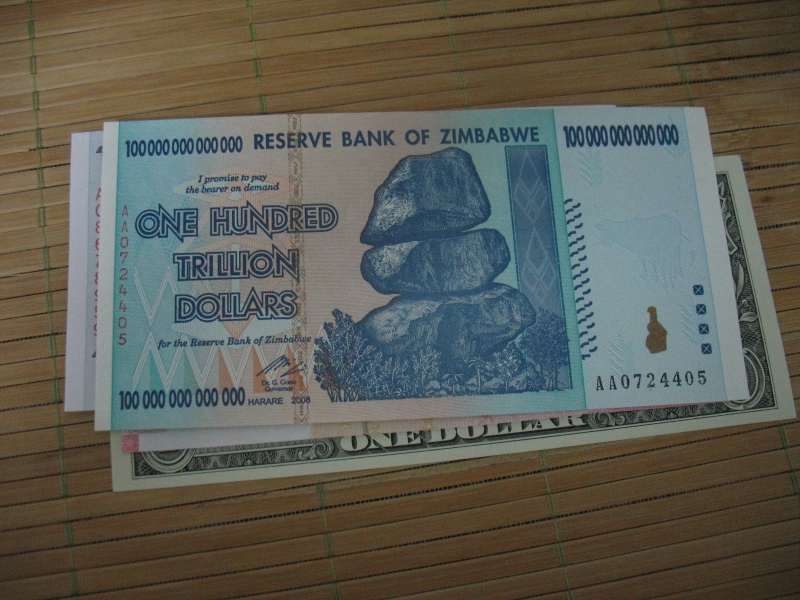 100 000 000 000 000 RESERVE BANK OF ZIMBABWE 100 000 000 000 000
I promise to pay
the bearer on demand
ONE HUNDRED
TRILLION
DOLLARS
for the Reserve Bank of Zimbabwe
Dr. G. Gono
Governor
100 000 000 000 000 HARARE 2008
AA0724405
AA0724405
ONE DOLLAR